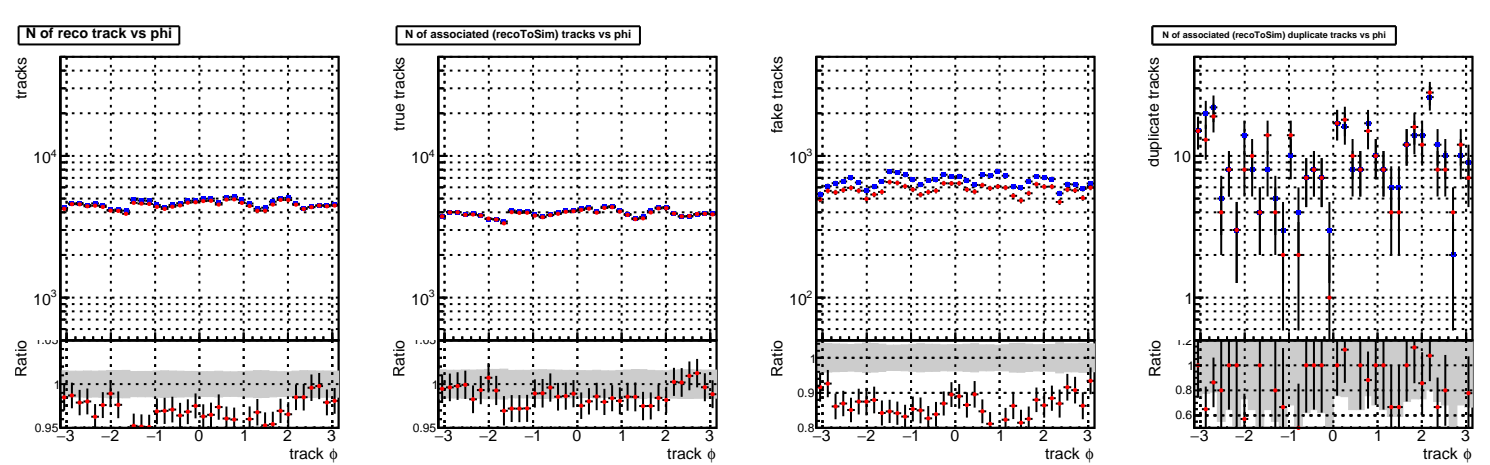 N of reco track vs phi
tracks
10⁴
10³
Ratio
1.05
1
0.95
−3 −2 −1 0 1 2 3
track ϕ
N of associated (recoToSim) tracks vs phi
true tracks
10⁴
10³
Ratio
1.05
1
0.95
−3 −2 −1 0 1 2 3
track ϕ
fake tracks
10³
10²
Ratio
1
0.9
0.8
−3 −2 −1 0 1 2 3
track ϕ
N of associated (recoToSim) duplicate tracks vs phi
duplicate tracks
10
1
Ratio
1.2
1
0.8
0.6
−3 −2 −1 0 1 2 3
track ϕ